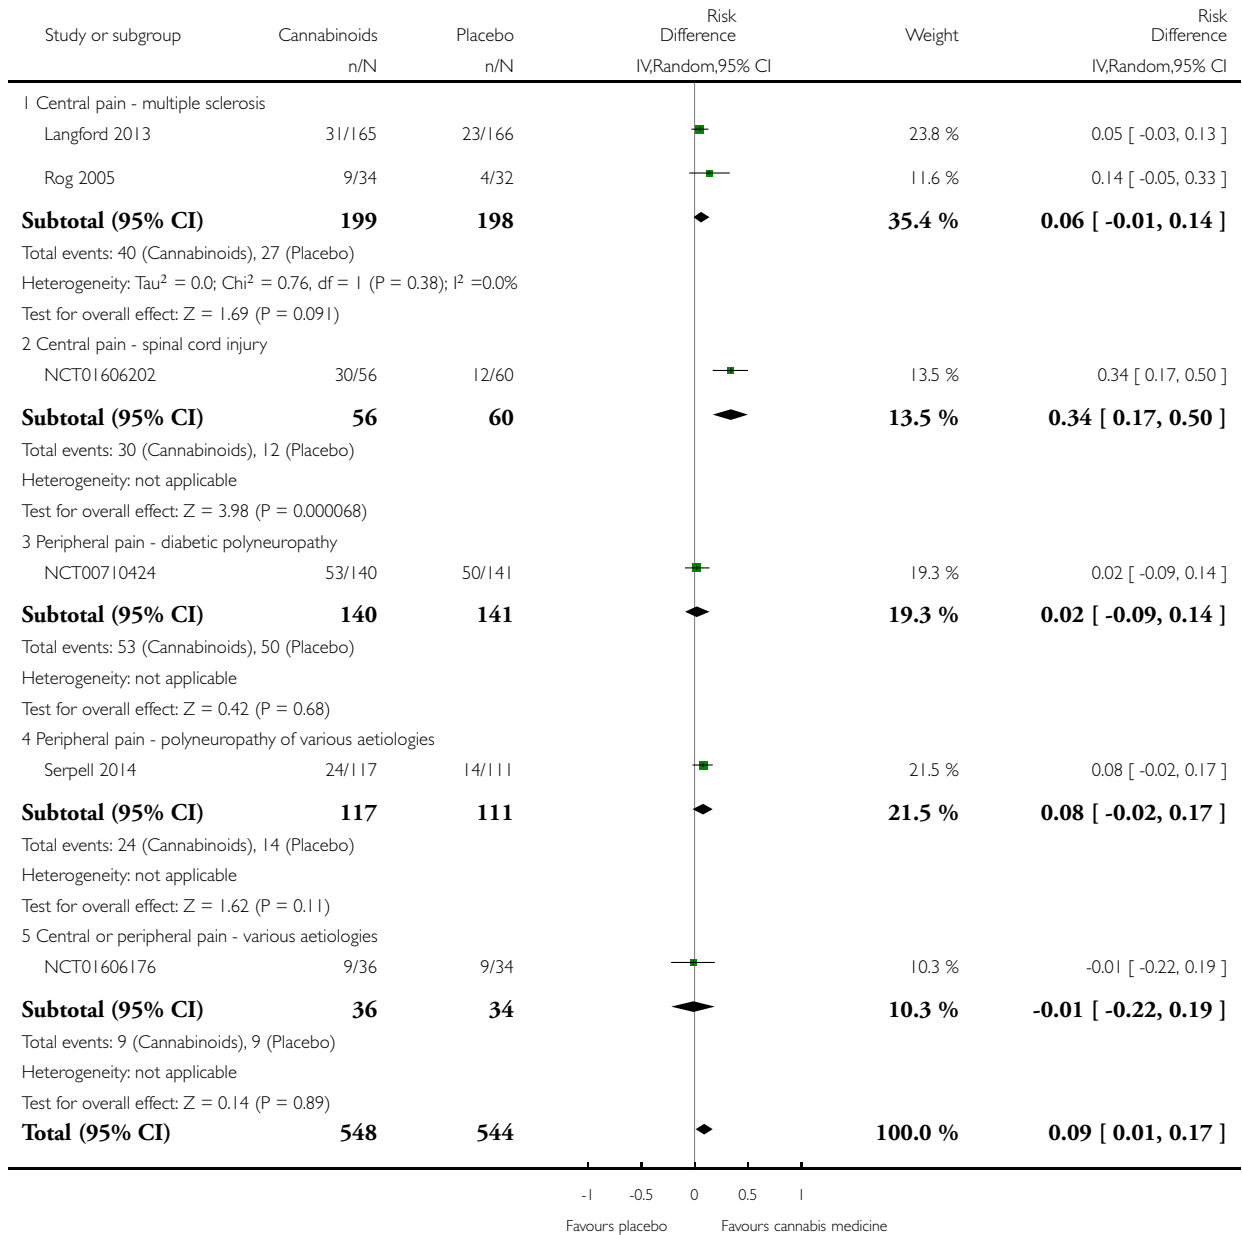 Study or subgroup Cannabinoids Placebo Risk Difference Weight Risk Difference
n/N n/N IV,Random,95% CI IV,Random,95% CI
1 Central pain - multiple sclerosis
Langford 2013 31/165 23/166 23.8 % 0.05 [ -0.03, 0.13 ]
Rog 2005 9/34 4/32 11.6 % 0.14 [ -0.05, 0.33 ]
Subtotal (95% CI) 199 198 35.4 % 0.06 [ -0.01, 0.14 ]
Total events: 40 (Cannabinoids), 27 (Placebo)
Heterogeneity: Tau² = 0.0; Chi² = 0.76, df = 1 (P = 0.38); I² =0.0%
Test for overall effect: Z = 1.69 (P = 0.091)
2 Central pain - spinal cord injury
NCT01606202 30/56 12/60 13.5 % 0.34 [ 0.17, 0.50 ]
Subtotal (95% CI) 56 60 13.5 % 0.34 [ 0.17, 0.50 ]
Total events: 30 (Cannabinoids), 12 (Placebo)
Heterogeneity: not applicable
Test for overall effect: Z = 3.98 (P = 0.000068)
3 Peripheral pain - diabetic polyneuropathy
NCT00710424 53/140 50/141 19.3 % 0.02 [ -0.09, 0.14 ]
Subtotal (95% CI) 140 141 19.3 % 0.02 [ -0.09, 0.14 ]
Total events: 53 (Cannabinoids), 50 (Placebo)
Heterogeneity: not applicable
Test for overall effect: Z = 0.42 (P = 0.68)
4 Peripheral pain - polyneuropathy of various aetiologies
Serpell 2014 24/117 14/111 21.5 % 0.08 [ -0.02, 0.17 ]
Subtotal (95% CI) 117 111 21.5 % 0.08 [ -0.02, 0.17 ]
Total events: 24 (Cannabinoids), 14 (Placebo)
Heterogeneity: not applicable
Test for overall effect: Z = 1.62 (P = 0.11)
5 Central or peripheral pain - various aetiologies
NCT01606176 9/36 9/34 10.3 % -0.01 [ -0.22, 0.19 ]
Subtotal (95% CI) 36 34 10.3 % -0.01 [ -0.22, 0.19 ]
Total events: 9 (Cannabinoids), 9 (Placebo)
Heterogeneity: not applicable
Test for overall effect: Z = 0.14 (P = 0.89)
Total (95% CI) 548 544 100.0 % 0.09 [ 0.01, 0.17 ]
-1 -0.5 0 0.5 1
Favours placebo Favours cannabis medicine